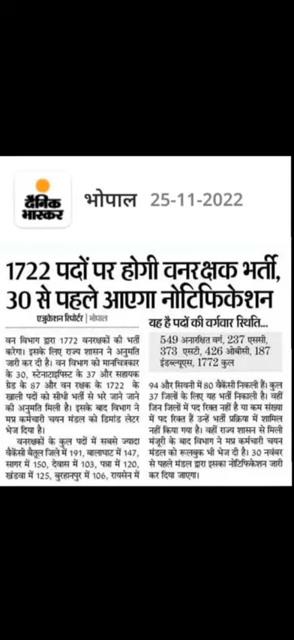 दैनिक
भास्कर
भोपाल 25-11-2022
1722 पदों पर होगी वनरक्षक भर्ती,
30 से पहले आएगा नोटिफिकेशन
एजुकेशन रिपोर्टर | भोपाल
वन विभाग द्वारा 1772 वनरक्षकों की भर्ती
करेगा। इसके लिए राज्य शासन ने अनुमति
जारी कर दी है। वन विभाग को मानचित्रकार
के 30, स्टेनाटाइपिस्ट के 37 और सहायक
ग्रेड के 87 और वन रक्षक के 1722 के
खाली पदों को सीधी भर्ती से भरे जाने जाने
की अनुमति मिली है। इसके बाद विभाग ने
मप्र कर्मचारी चयन मंडल को डिमांड लेटर
भेज दिया है।
वनरक्षकों के कुल पदों में सबसे ज्यादा
वैकेंसी बैतूल जिले में 191, बालाघाट में 147,
सागर में 150, देवास में 103, पन्ना में 120,
खंडवा में 125, बुरहानपुर में 106, रायसेन में
यह है पदों की वर्गवार स्थिति...
549 अनारक्षित वर्ग, 237 एससी,
373 एसटी, 426 ओबीसी, 187
ईडब्ल्यूएस, 1772 कुल
94 और सिवनी में 80 वैकेंसी निकली हैं। कुल
37 जिलों के लिए यह भर्ती निकाली है। वहीं
जिन जिलों में पद रिक्त नहीं है या कम संख्या
में पद रिक्त हैं उन्हें भर्ती प्रक्रिया में शामिल
नहीं किया गया है। वहीं राज्य शासन से मिली
मंजूरी के बाद विभाग ने मप्र कर्मचारी चयन
मंडल को रूलबुक भी भेज दी है। 30 नवंबर
से पहले मंडल द्वारा इसका नोटिफिकेशन जारी
कर दिया जाएगा।